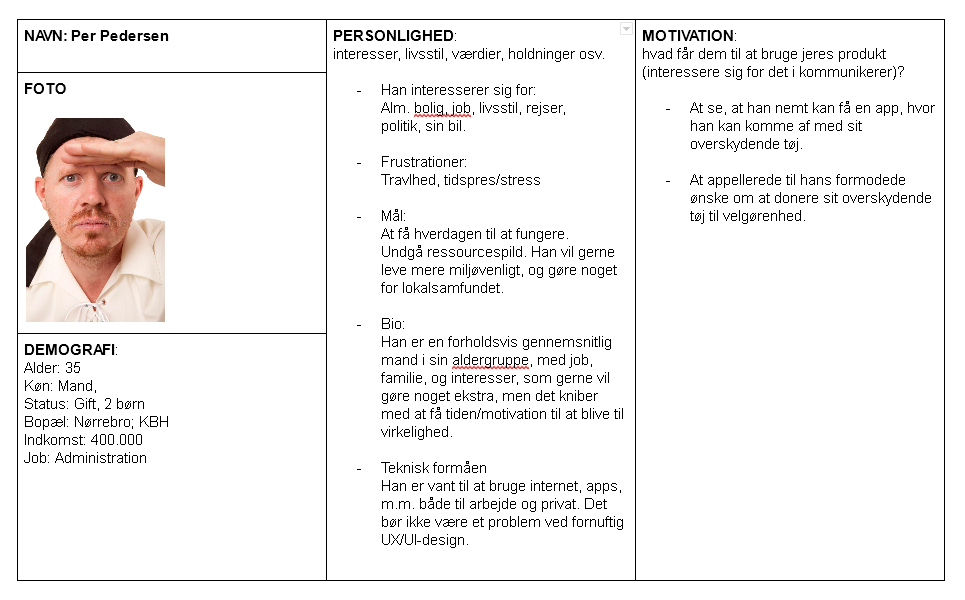 NAVN: Per Pedersen
FOTO
DEMOGRAFI:
Alder: 35
Køn: Mand,
Status: Gift, 2 børn
Bopæl: Nørrebro; KBH
Indkomst: 400.000
Job: Administration
PERSONLIGHED:
interesser, livsstil, værdier, holdninger osv.
- Han interesserer sig for:
Alm. bolig, job, livsstil, rejser,
politik, sin bil.
- Frustrationer:
Travlhed, tidspres/stress
- Mål:
At få hverdagen til at fungere.
Undgå ressourcespild. Han vil gerne
leve mere miljøvenligt, og gøre noget
for lokalsamfundet.
- Bio:
Han er en forholdsvis gennemsnitlig
mand i sin aldergruppe, med job,
familie, og interesser, som gerne vil
gøre noget ekstra, men det kniber
med at få tiden/motivation til at blive til
virkelighed.
- Teknisk formåen
Han er vant til at bruge internet, apps,
m.m. både til arbejde og privat. Det
bør ikke være et problem ved fornuftig
UX/UI-design.
MOTIVATION:
hvad får dem til at bruge jeres produkt
(interessere sig for det i kommunikerer)?
- At se, at han nemt kan få en app, hvor
han kan komme af med sit
overskydende tøj.
- At appellerede til hans formodede
ønske om at donere sit overskydende
tøj til velgørenhed.